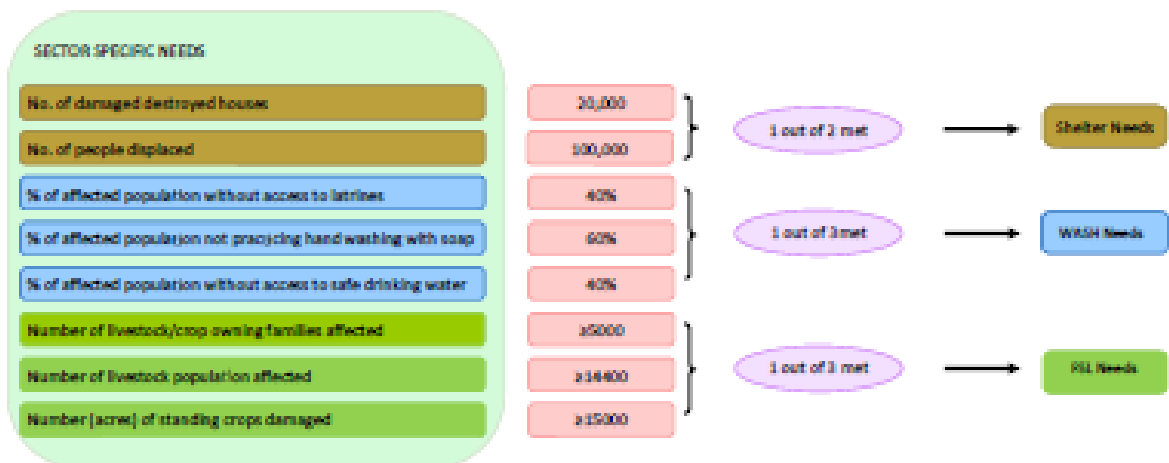 SECTOR SPECIFIC NEEDS
No. of damaged destroyed houses
20,000
No. of people displaced
100,000
1 out of 2 met
Shelter Needs
% of affected population without access to latrines
40%
% of affected population not practicing hand washing with soap
60%
% of affected population without access to safe drinking water
40%
1 out of 3 met
WASH Needs
Number of livestock/crop owning families affected
≥5000
Number of livestock population affected
≥14400
Number (acres) of standing crops damaged
≥15000
1 out of 3 met
FSL Needs